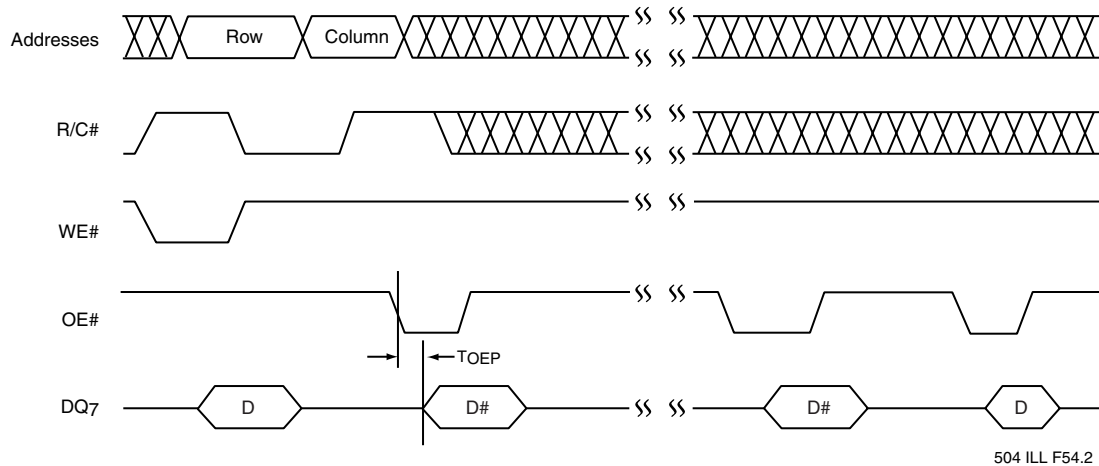 Addresses Row Column
R/C#
WE#
OE#
TOEP
DQ7 D D# D# D
504 ILL F54.2